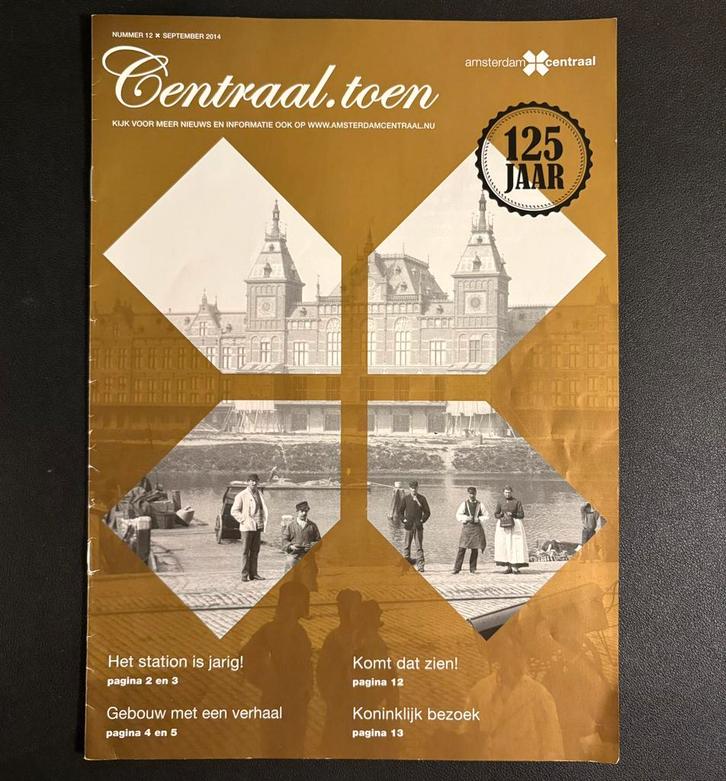 NUMMER 12 ✖ SEPTEMBER 2014
amsterdam centraal
Centraal.toen
KIJK VOOR MEER NIEUWS EN INFORMATIE OOK OP WWW.AMSTERDAMCENTRAAL.NU
125
JAAR
Het station is jarig!
pagina 2 en 3
Komt dat zien!
pagina 12
Gebouw met een verhaal
pagina 4 en 5
Koninklijk bezoek
pagina 13